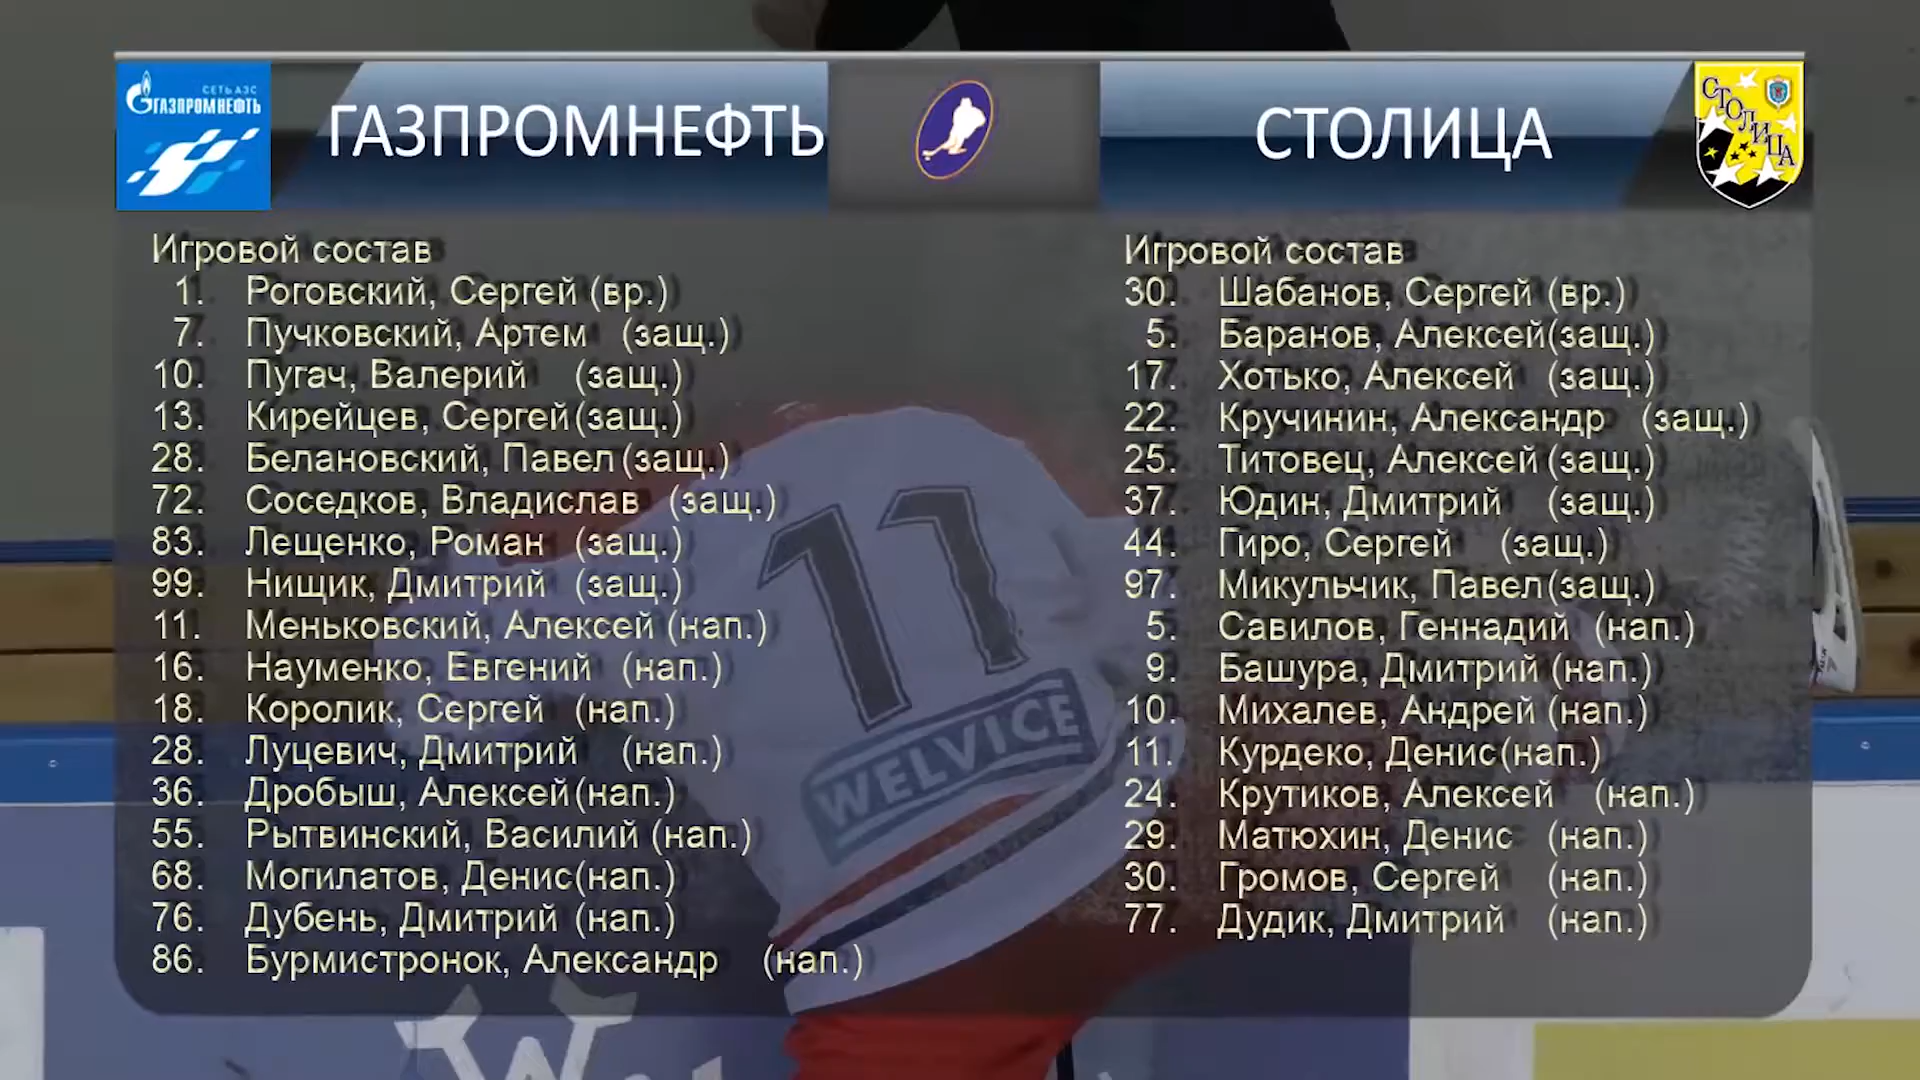 СЕТЬ АЗС
ГАЗПРОМНЕФТЬ
ГАЗПРОМНЕФТЬ
Игровой состав
1. Роговский, Сергей (вр.)
7. Пучковский, Артем (защ.)
10. Пугач, Валерий (защ.)
13. Кирейцев, Сергей (защ.)
28. Белановский, Павел (защ.)
72. Соседков, Владислав (защ.)
83. Лещенко, Роман (защ.)
99. Нищик, Дмитрий (защ.)
11. Меньковский, Алексей (нап.)
16. Науменко, Евгений (нап.)
18. Королик, Сергей (нап.)
28. Луцевич, Дмитрий (нап.)
36. Дробыш, Алексей (нап.)
55. Рытвинский, Василий (нап.)
68. Могилатов, Денис (нап.)
76. Дубень, Дмитрий (нап.)
86. Бурмистронок, Александр (нап.)
СТОЛИЦА
СТОЛИЦА
Игровой состав
30. Шабанов, Сергей (вр.)
5. Баранов, Алексей (защ.)
17. Хотько, Алексей (защ.)
22. Кручинин, Александр (защ.)
25. Титовец, Алексей (защ.)
37. Юдин, Дмитрий (защ.)
44. Гиро, Сергей (защ.)
97. Микульчик, Павел (защ.)
5. Савилов, Геннадий (нап.)
9. Башура, Дмитрий (нап.)
10. Михалев, Андрей (нап.)
11. Курдеко, Денис (нап.)
24. Крутиков, Алексей (нап.)
29. Матюхин, Денис (нап.)
30. Громов, Сергей (нап.)
77. Дудик, Дмитрий (нап.)
11
WELVICE